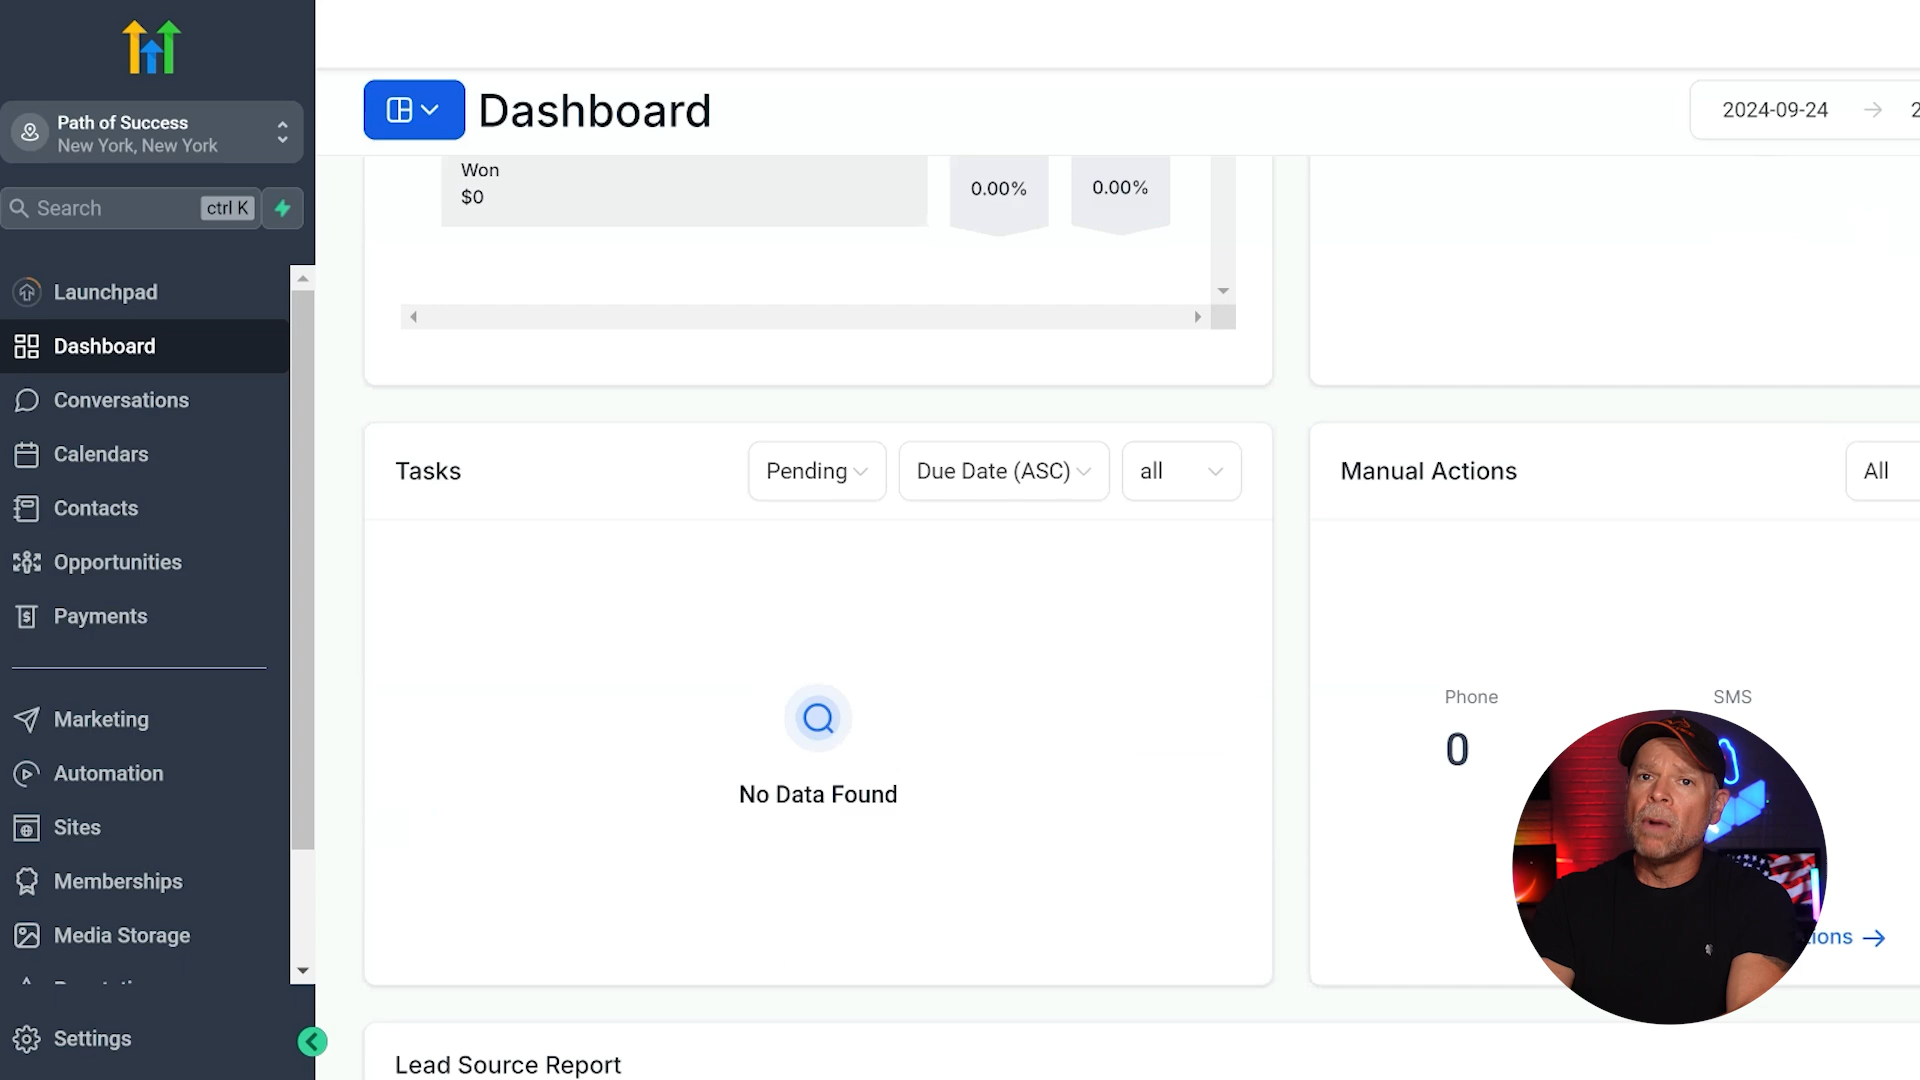 Path of Success
New York, New York
Search
ctrl K
Launchpad
Dashboard
Conversations
Calendars
Contacts
Opportunities
Payments
Marketing
Automation
Sites
Memberships
Media Storage
Settings
Dashboard
2024-09-24
2
Won
$0
0.00%
0.00%
Tasks
Pending
Due Date (ASC)
all
No Data Found
Manual Actions
All
Phone
0
SMS
ions
Lead Source Report